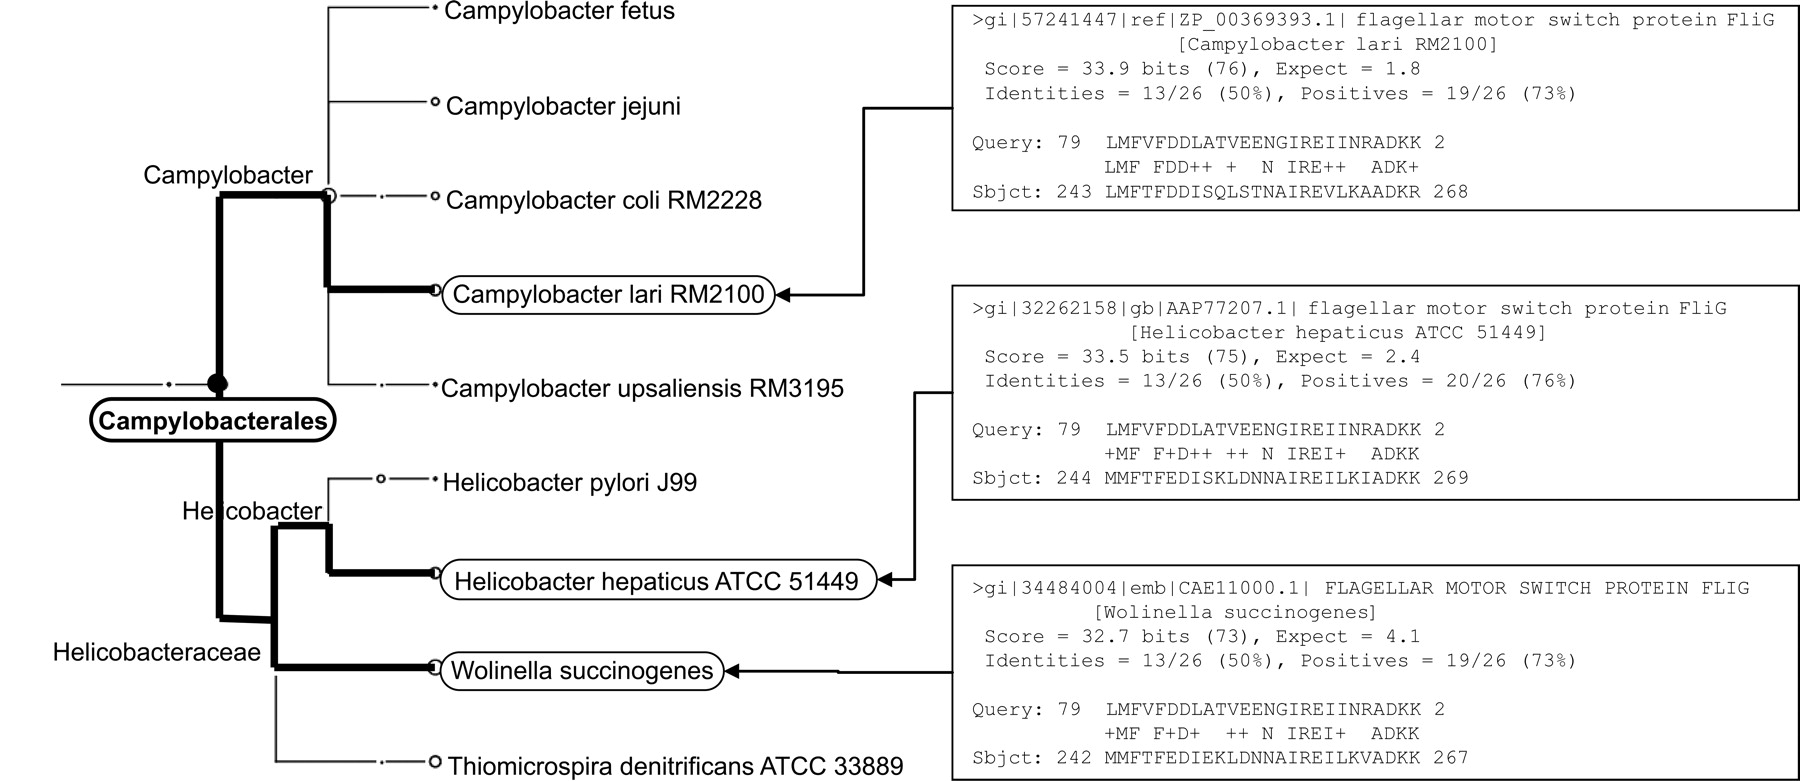 Campylobacter fetus
Campylobacter jejuni
Campylobacter
Campylobacter coli RM2228
Campylobacter lari RM2100
Campylobacterales
Campylobacter upsaliensis RM3195
Helicobacter pylori J99
Helicobacter
Helicobacter hepaticus ATCC 51449
Helicobacteraceae
Wolinella succinogenes
Thiomicrospira denitrificans ATCC 33889
>gi|57241447|ref|ZP_00369393.1| flagellar motor switch protein FliG
[Campylobacter lari RM2100]
Score = 33.9 bits (76), Expect = 1.8
Identities = 13/26 (50%), Positives = 19/26 (73%)
Query: 79 LMFVFDDLATVEENGIREIINRADKK 2
LMF FDD++ + N IRE++ ADK+
Sbjct: 243 LMFTFDDISQLSTNAIREVLKAADKR 268
>gi|32262158|gb|AAP77207.1| flagellar motor switch protein FliG
[Helicobacter hepaticus ATCC 51449]
Score = 33.5 bits (75), Expect = 2.4
Identities = 13/26 (50%), Positives = 20/26 (76%)
Query: 79 LMFVFDDLATVEENGIREIINRADKK 2
+MF F+D++ ++ N IREI+ ADKK
Sbjct: 244 MMFTFEDISKLDNNAIREILKIADKK 269
>gi|34484004|emb|CAE11000.1| FLAGELLAR MOTOR SWITCH PROTEIN FLIG
[Wolinella succinogenes]
Score = 32.7 bits (73), Expect = 4.1
Identities = 13/26 (50%), Positives = 19/26 (73%)
Query: 79 LMFVFDDLATVEENGIREIINRADKK 2
+MF F+D+ ++ N IREI+ ADKK
Sbjct: 242 MMFTFEDIEKLDNNAIREILKVADKK 267